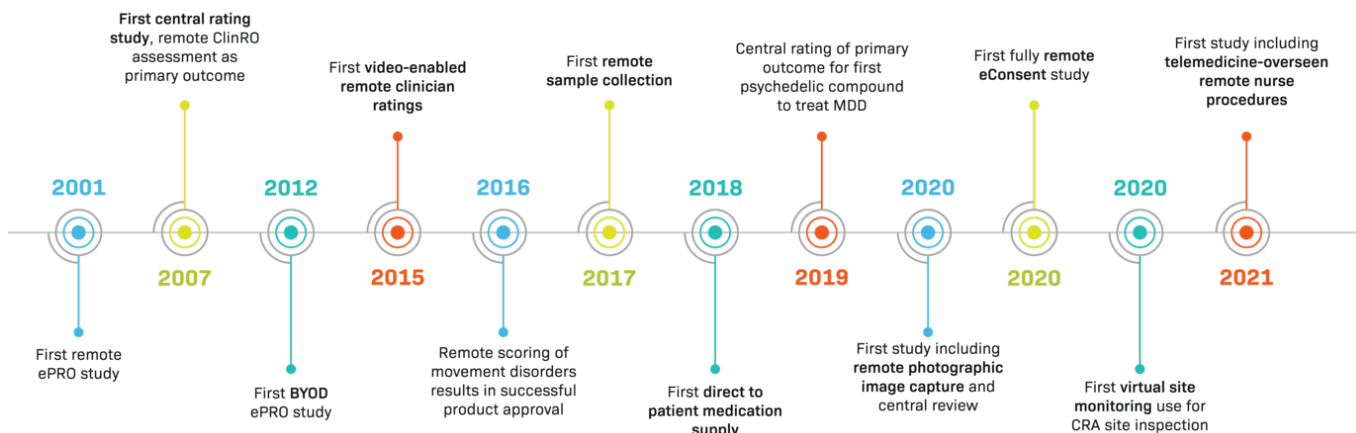 2001
First remote
ePRO study
First central rating
study, remote ClinRO
assessment as
primary outcome
2007
2012
First BYOD
ePRO study
First video-enabled
remote clinician
ratings
2015
2016
Remote scoring of
movement disorders
results in successful
product approval
First remote
sample collection
2017
2018
First direct to
patient medication
supply
Central rating of primary
outcome for first
psychedelic compound
to treat MDD
2019
2020
First study including
remote photographic
image capture and
central review
First fully remote
eConsent study
2020
2020
First virtual site
monitoring use for
CRA site inspection
First study including
telemedicine-overseen
remote nurse
procedures
2021